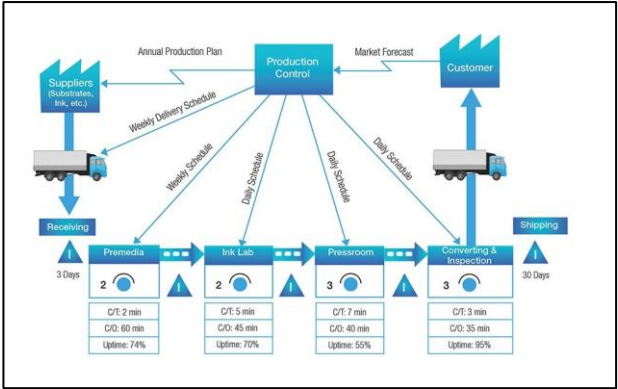 Annual Production Plan
Production
Control
Market Forecast
Customer
Suppliers
(Substrates,
Ink, etc.)
Weekly Delivery Schedule
Weekly Schedule
Daily Schedule
Daily Schedule
Daily Schedule
Receiving
Shipping
I
3 Days
Premedia
2
I
Ink Lab
2
I
Pressroom
3
I
Converting &
Inspection
3
I
30 Days
C/T: 2 min
C/O: 60 min
Uptime: 74%
C/T: 5 min
C/O: 45 min
Uptime: 70%
C/T: 7 min
C/O: 40 min
Uptime: 55%
C/T: 3 min
C/O: 35 min
Uptime: 95%